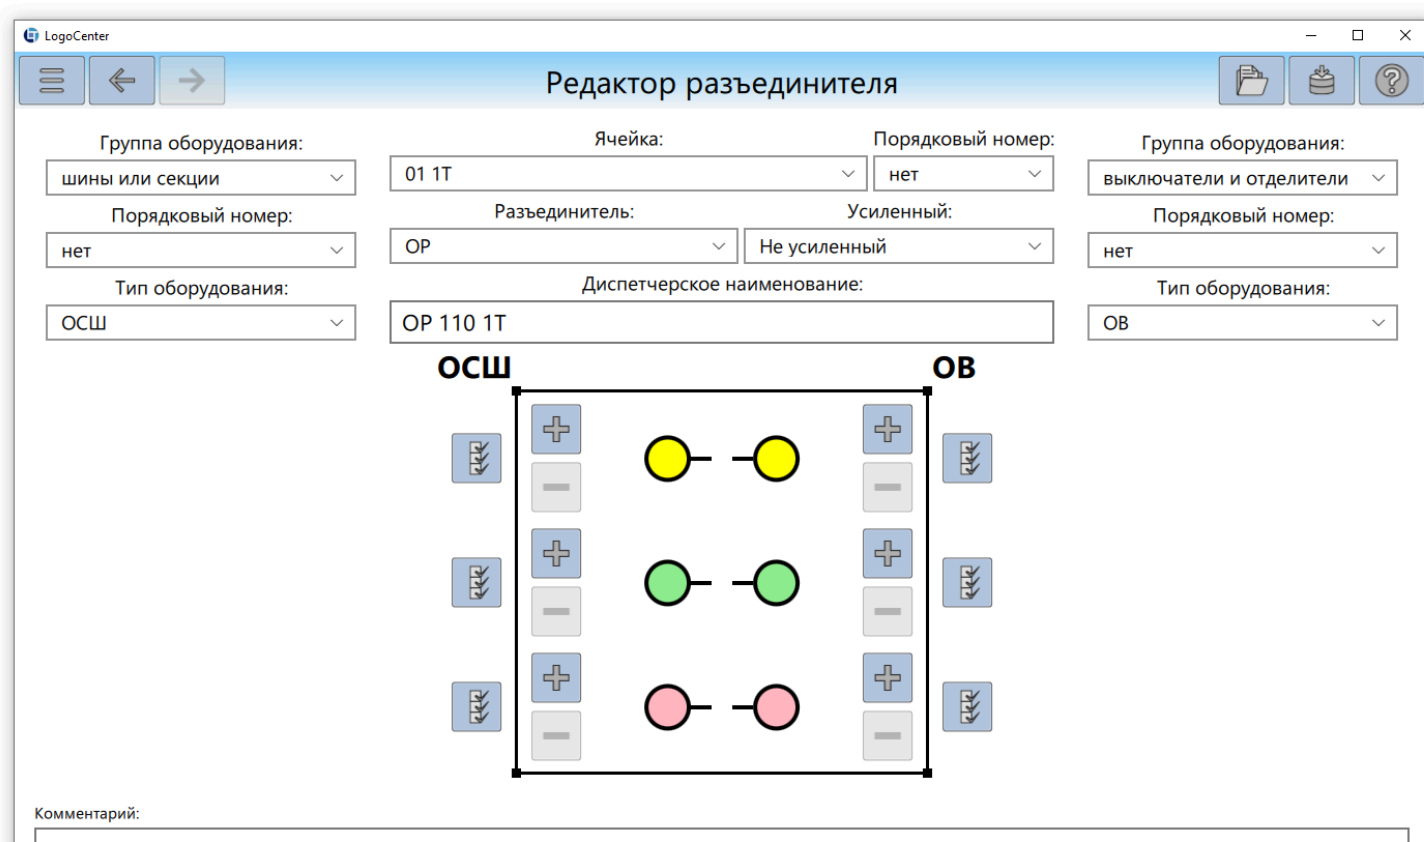 LogoCenter
Редактор разъединителя
Группа оборудования:
шины или секции
Порядковый номер:
нет
Тип оборудования:
ОСШ
Ячейка:
01 1Т
Порядковый номер:
нет
Разъединитель:
ОР
Усиленный:
Не усиленный
Диспетчерское наименование:
ОР 110 1Т
Группа оборудования:
выключатели и отделители
Порядковый номер:
нет
Тип оборудования:
ОВ
ОСШ
ОВ
Комментарий: